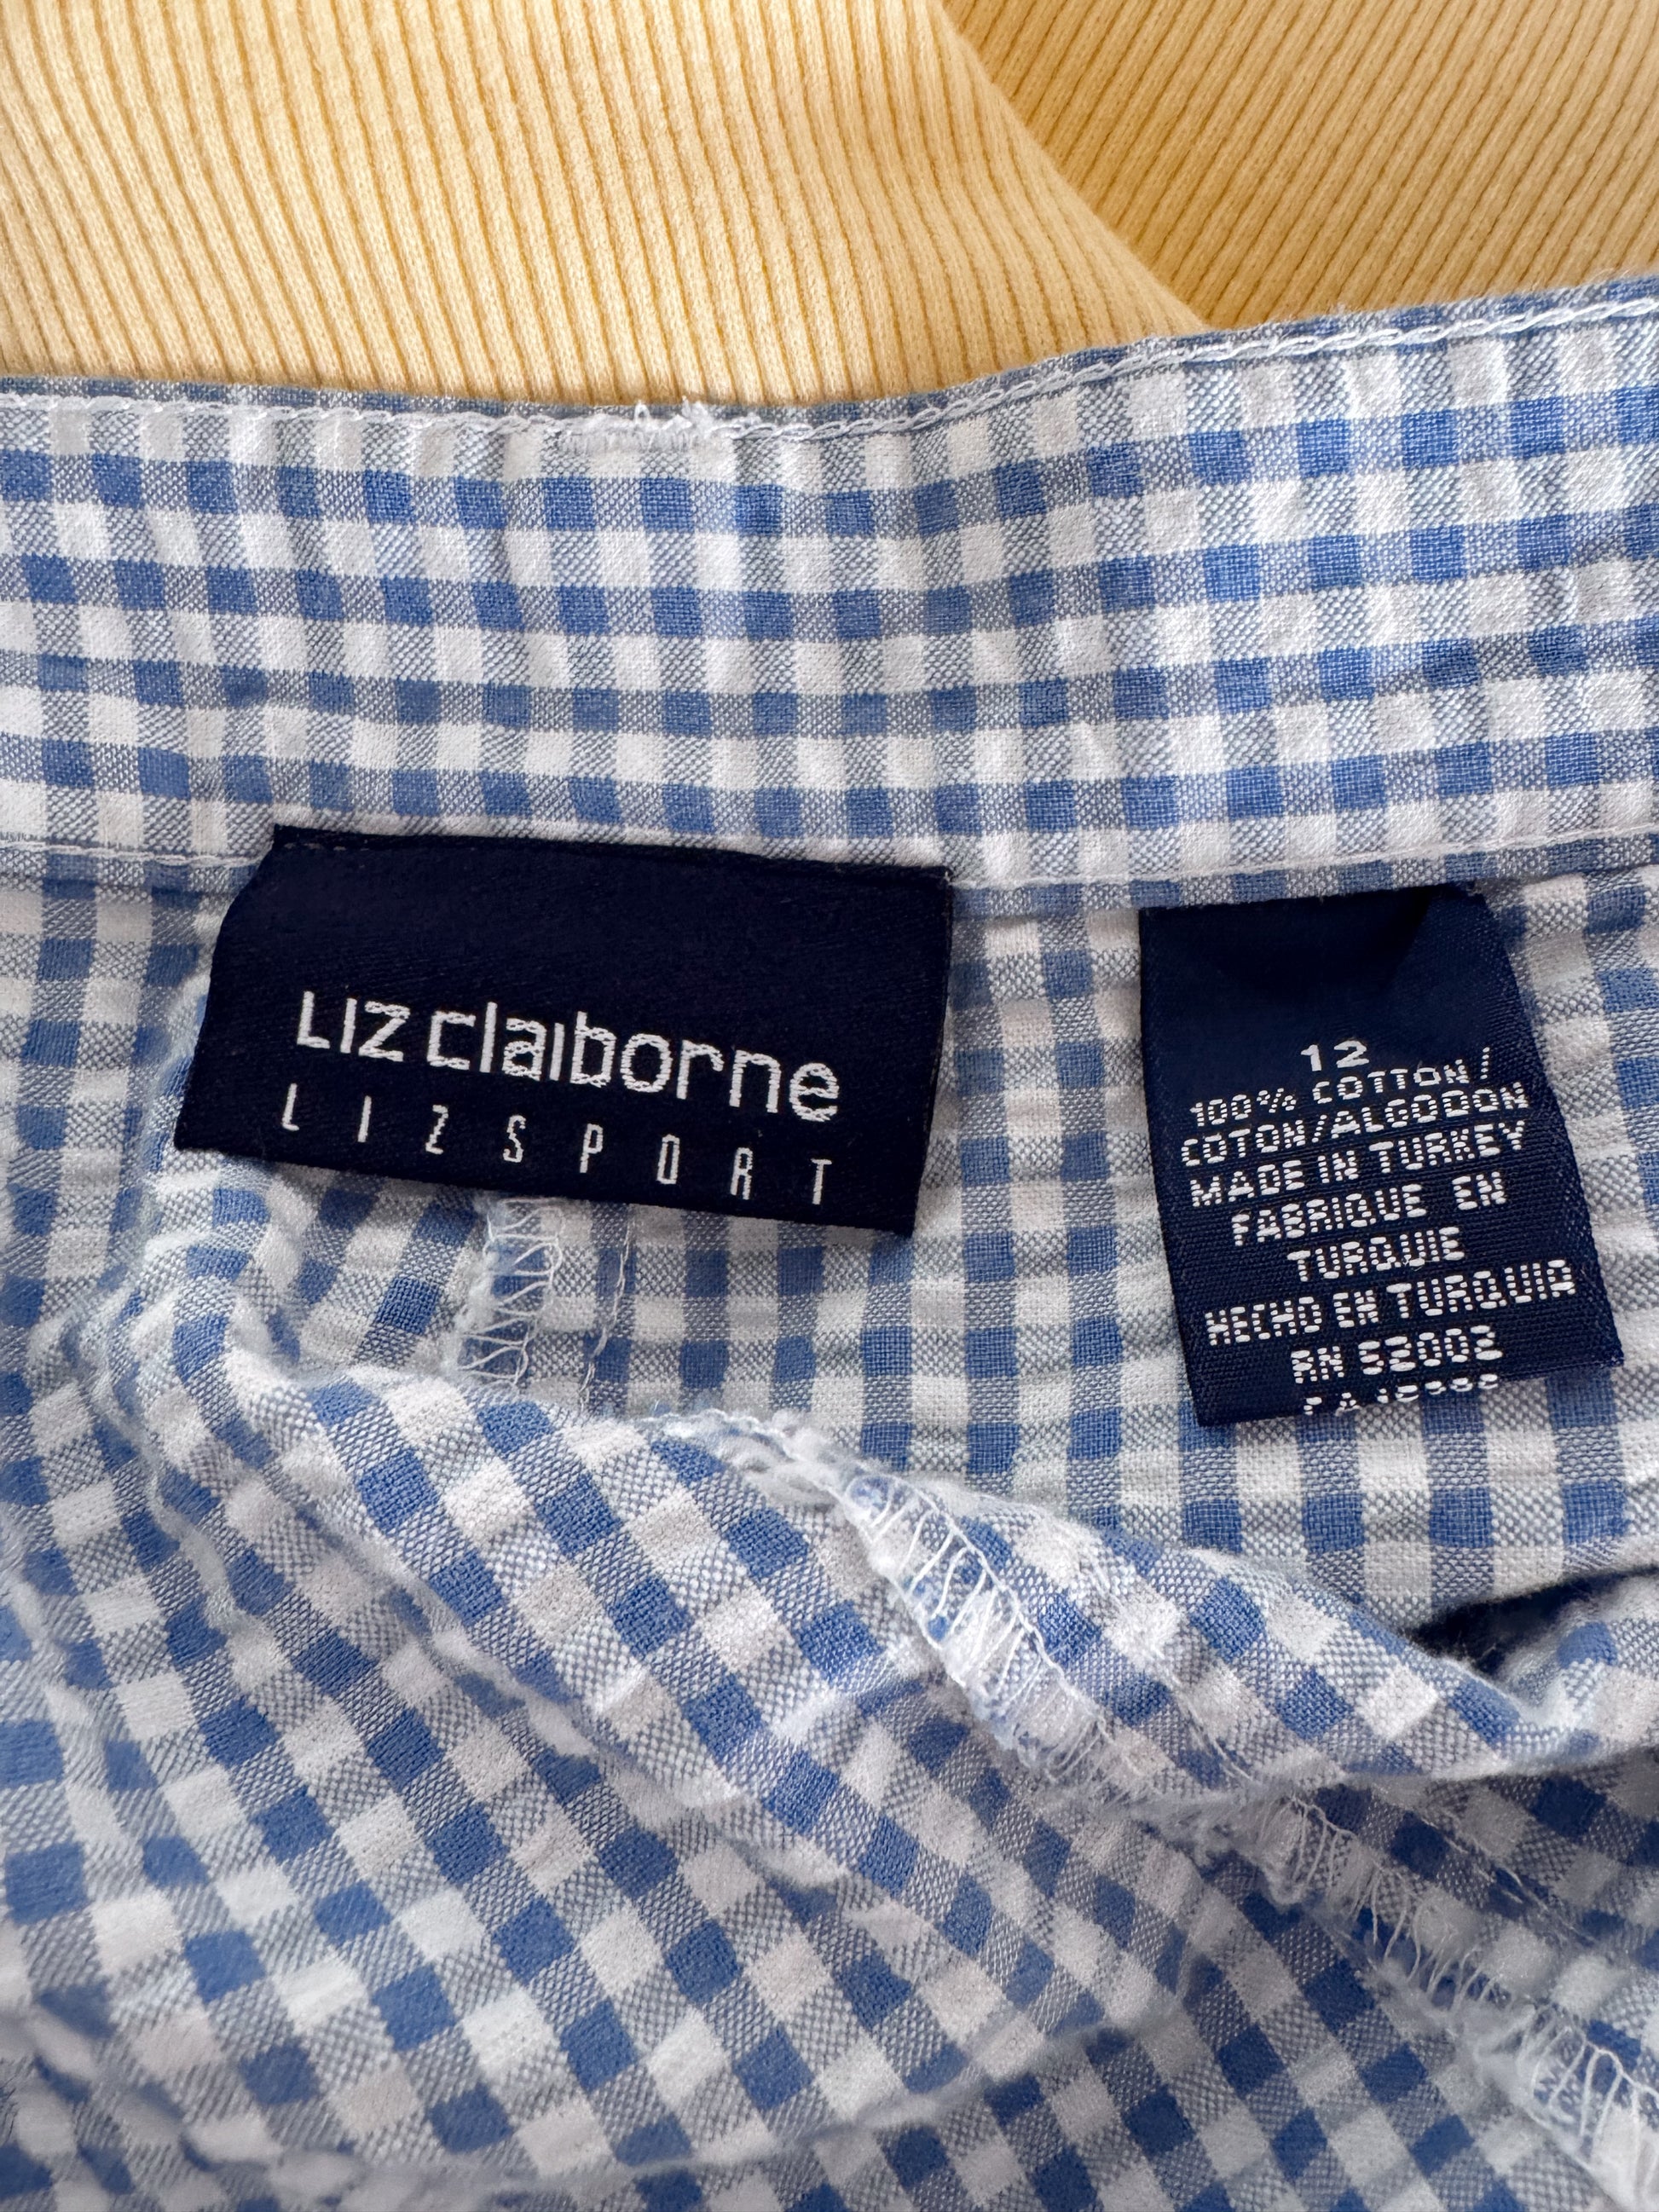 Liz claiborne
LIZSPORT
12
100% COTTON/
COTON/ALGODON
MADE IN TURKEY
FABRIQUE EN
TURQUIE
HECHO EN TURQUIA
RN 52002
CA